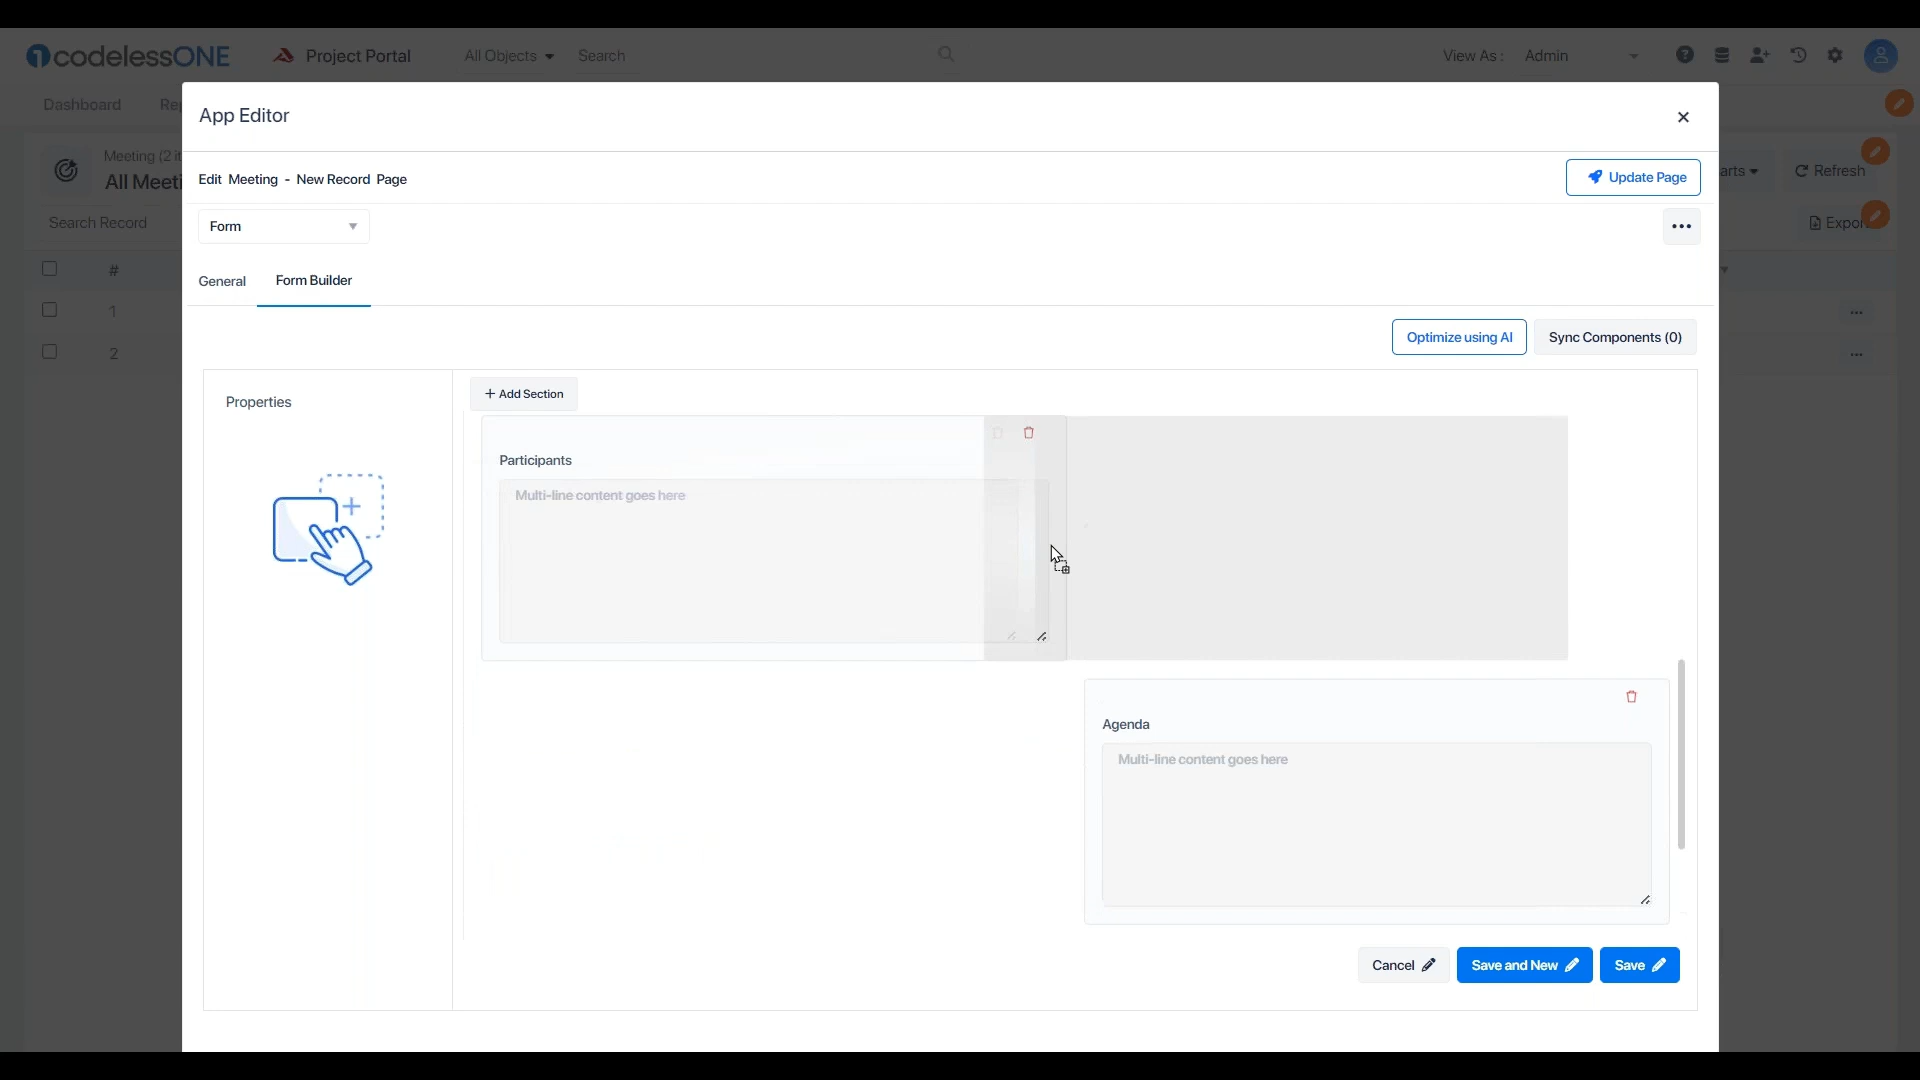 codelessONE
Project Portal
All Objects
Search
View As :
Admin
Dashboard
App Editor
Meeting (2 it
All Meeti
Edit Meeting - New Record Page
Update Page
arts
Refresh
Search Record
Form
•••
Expor
General
Form Builder
#
1
2
Optimize using AI
Sync Components (0)
Properties
+ Add Section
Participants
Multi-line content goes here
Agenda
Multi-line content goes here
Cancel
Save and New
Save